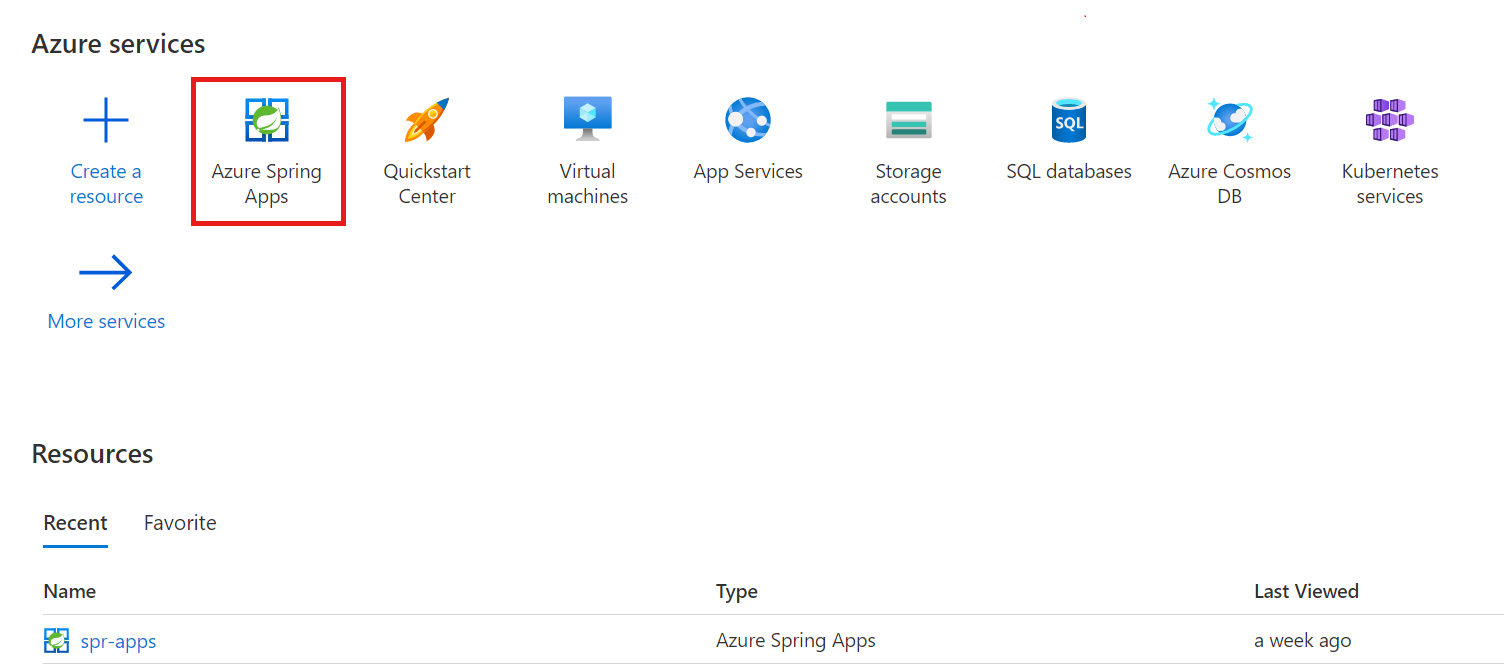 Azure services
Create a
resource
Azure Spring
Apps
Quickstart
Center
Virtual
machines
App Services
Storage
accounts
SQL
SQL databases
Azure Cosmos
DB
Kubernetes
services
More services
Resources
Recent Favorite
Name Type Last Viewed
spr-apps Azure Spring Apps a week ago